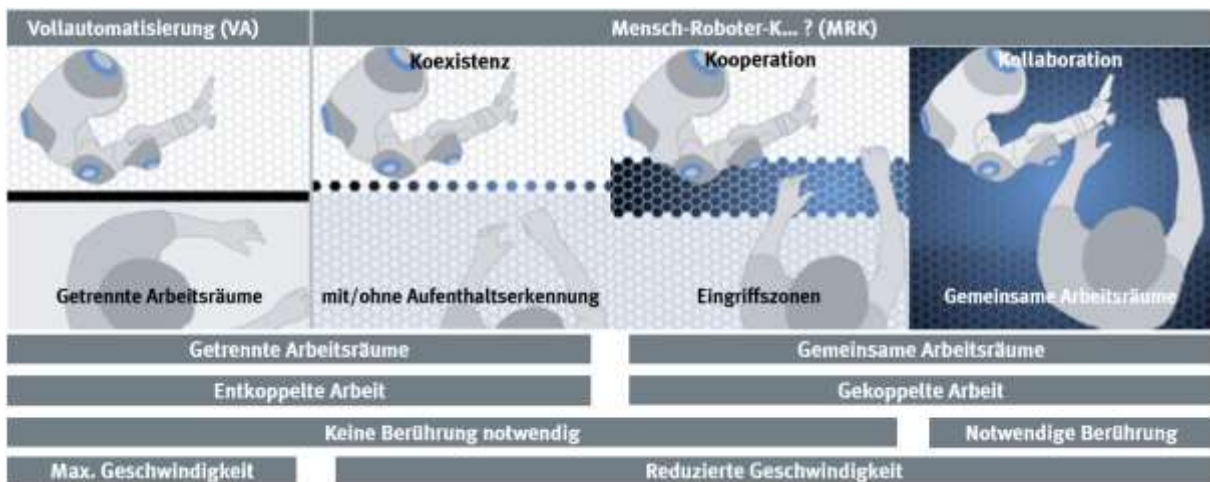 Vollautomatisierung (VA)
Mensch-Roboter-K... ? (MRK)
Koexistenz
Kooperation
Kollaboration
Getrennte Arbeitsräume
mit/ohne Aufenthaltserkennung
Eingriffszonen
Gemeinsame Arbeitsräume
Getrennte Arbeitsräume
Gemeinsame Arbeitsräume
Entkoppelte Arbeit
Gekoppelte Arbeit
Keine Berührung notwendig
Notwendige Berührung
Max. Geschwindigkeit
Reduzierte Geschwindigkeit